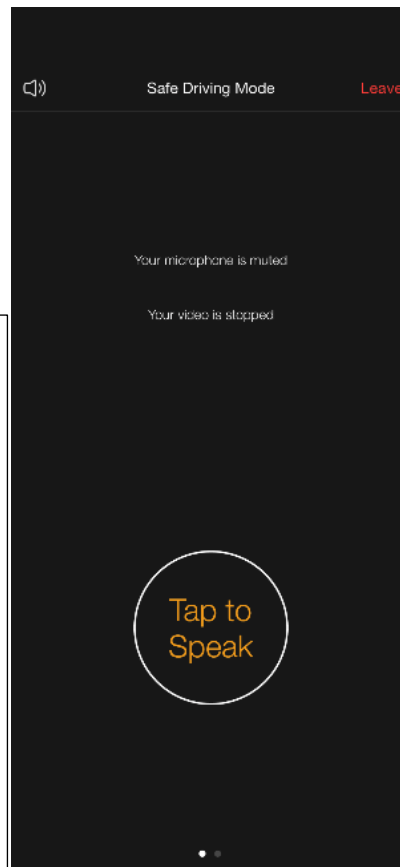 Safe Driving Mode
Leave
Your microphone is muted
Your video is stopped
Tap to
Speak